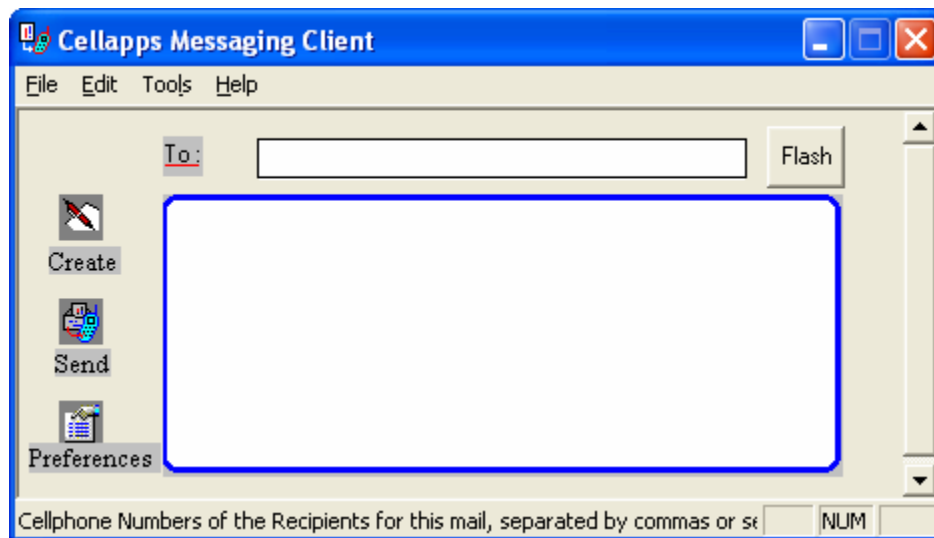 Cellapps Messaging Client
File Edit Tools Help
To: Flash
Create
Send
Preferences
Cellphone Numbers of the Recipients for this mail, separated by commas or NUM